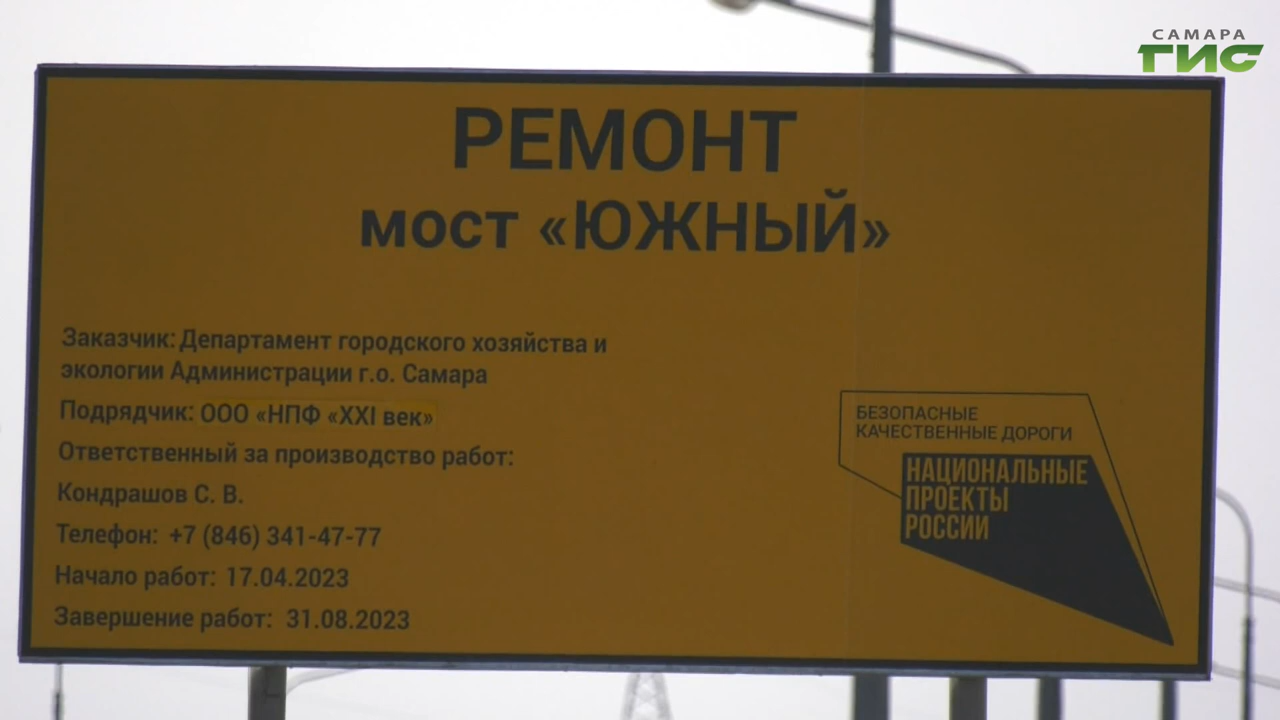 САМАРА
ГИС
РЕМОНТ
мост «ЮЖНЫЙ»
Заказчик: Департамент городского хозяйства и
экологии Администрации г.о. Самара
Подрядчик: ООО «НПФ «XXI век»
Ответственный за производство работ:
Кондрашов С. В.
Телефон: +7 (846) 341-47-77
Начало работ: 17.04.2023
Завершение работ: 31.08.2023
БЕЗОПАСНЫЕ
КАЧЕСТВЕННЫЕ ДОРОГИ
НАЦИОНАЛЬНЫЕ
ПРОЕКТЫ
РОССИИ